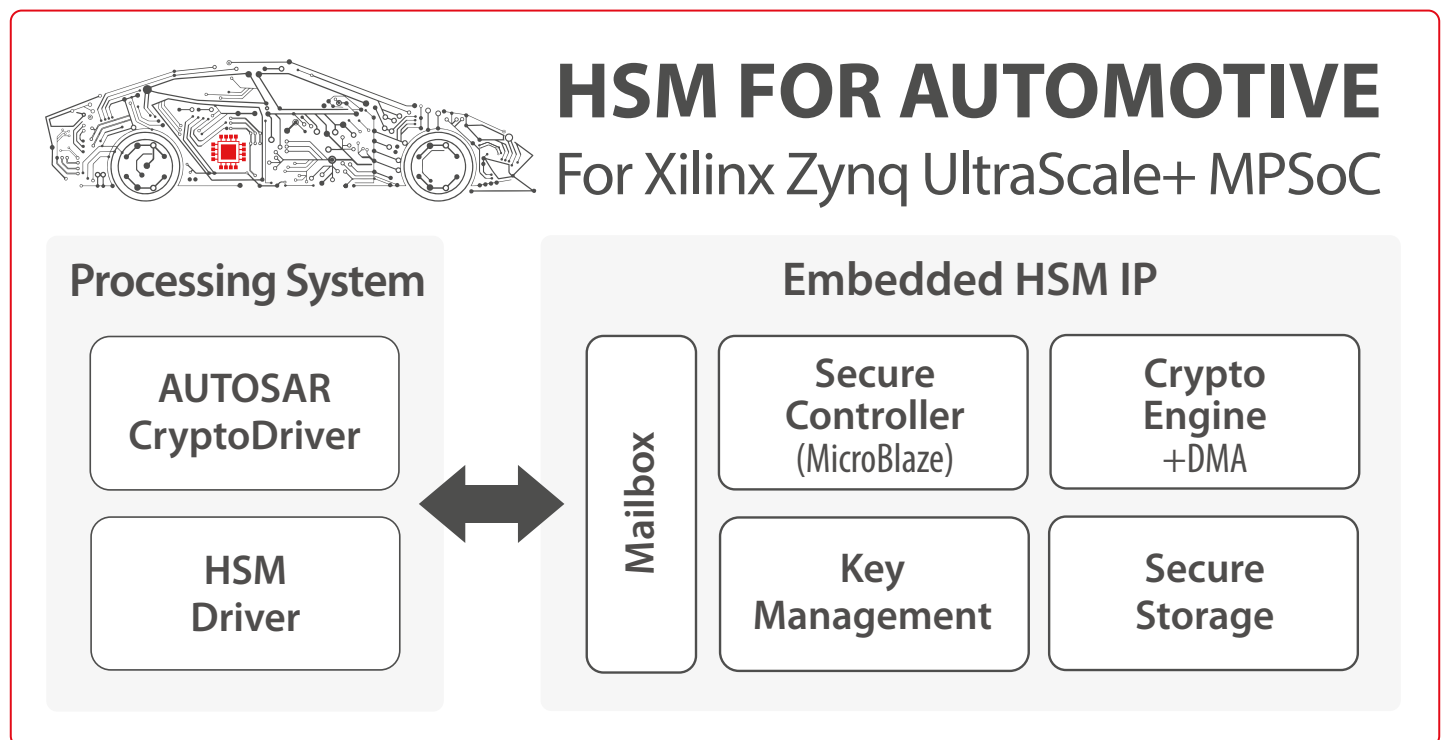 HSM FOR AUTOMOTIVE
For Xilinx Zynq UltraScale+ MPSoC
Processing System
AUTOSAR
CryptoDriver
HSM
Driver
Embedded HSM IP
Mailbox
Secure
Controller
(MicroBlaze)
Crypto
Engine
+DMA
Key
Management
Secure
Storage